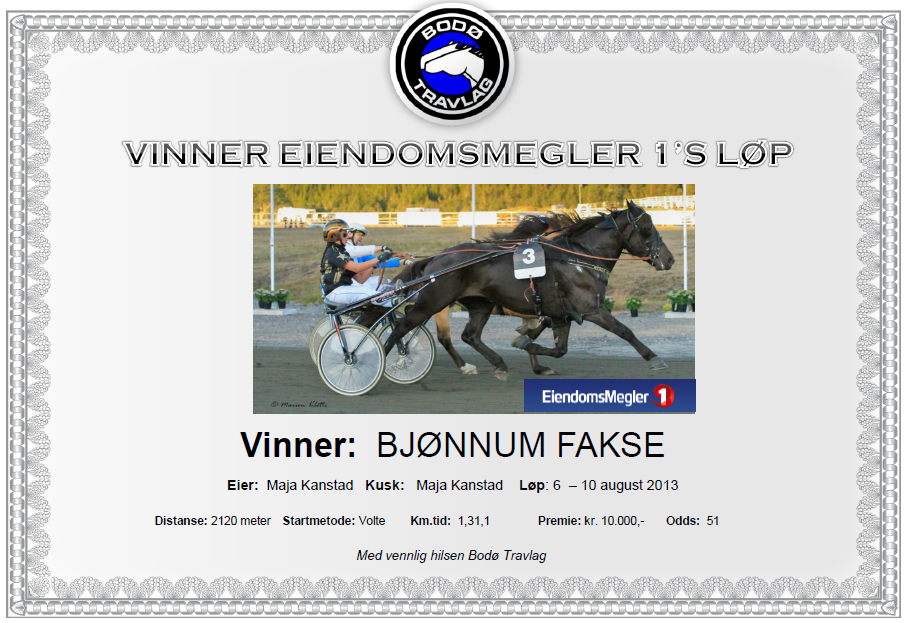 BODØ
TRAVLAG
VINNER EIENDOMSMEGLER 1'S LØP
3
EiendomsMegler 1
Vinner: BJØNNUM FAKSE
Eier: Maja Kanstad Kusk: Maja Kanstad Løp: 6 – 10 august 2013
Distanse: 2120 meter Startmetode: Volte Km.tid: 1,31,1 Premie: kr. 10.000,- Odds: 51
Med vennlig hilsen Bodø Travlag